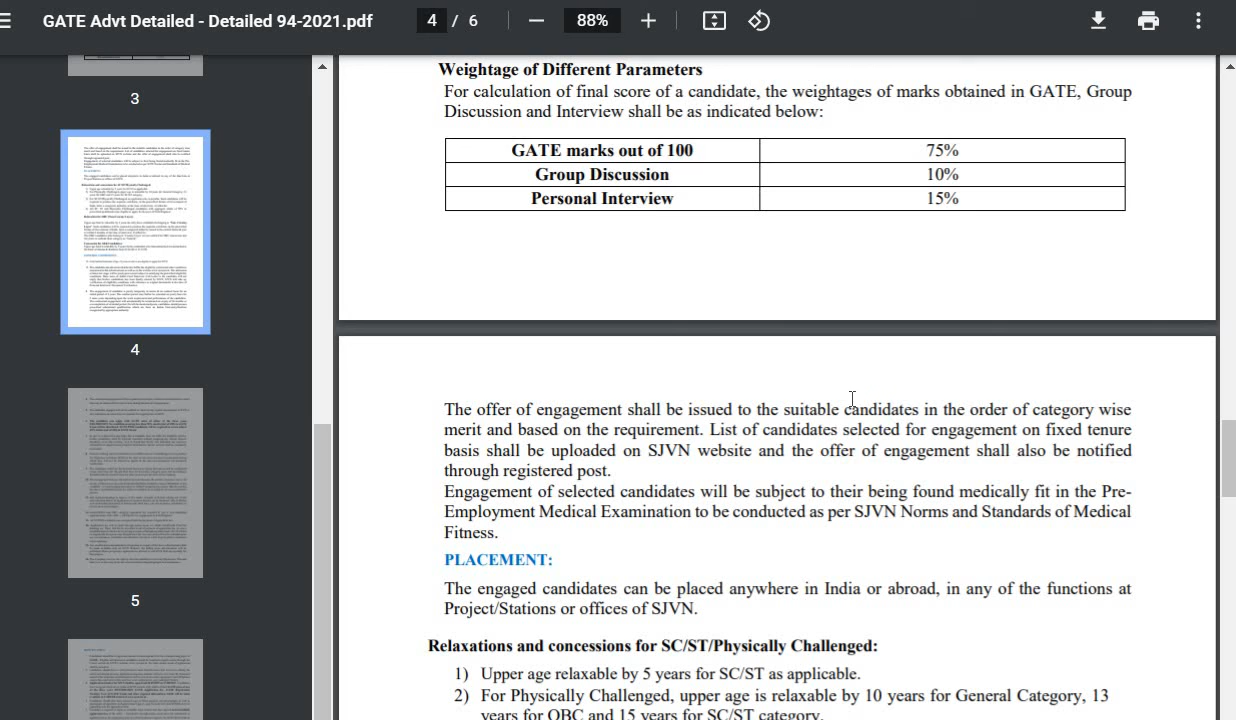 GATE Advt Detailed - Detailed 94-2021.pdf
4 / 6
88%
3
4
5
Weightage of Different Parameters
For calculation of final score of a candidate, the weightages of marks obtained in GATE, Group
Discussion and Interview shall be as indicated below:
GATE marks out of 100 75%
Group Discussion 10%
Personal Interview 15%
The offer of engagement shall be issued to the suitable candidates in the order of category wise
merit and based on the requirement. List of candidates selected for engagement on fixed tenure
basis shall be uploaded on SJVN website and the offer of engagement shall also be notified
through registered post.
Engagement of selected candidates will be subject to their being found medically fit in the Pre-
Employment Medical Examination to be conducted as per SJVN Norms and Standards of Medical
Fitness.
PLACEMENT:
The engaged candidates can be placed anywhere in India or abroad, in any of the functions at
Project/Stations or offices of SJVN.
Relaxations and concessions for SC/ST/Physically Challenged:
1) Upper age relaxable by 5 years for SC/ST as applicable.
2) For Physically Challenged, upper age is relaxable by 10 years for General Category, 13
years for OBC and 15 years for SC/ST category.